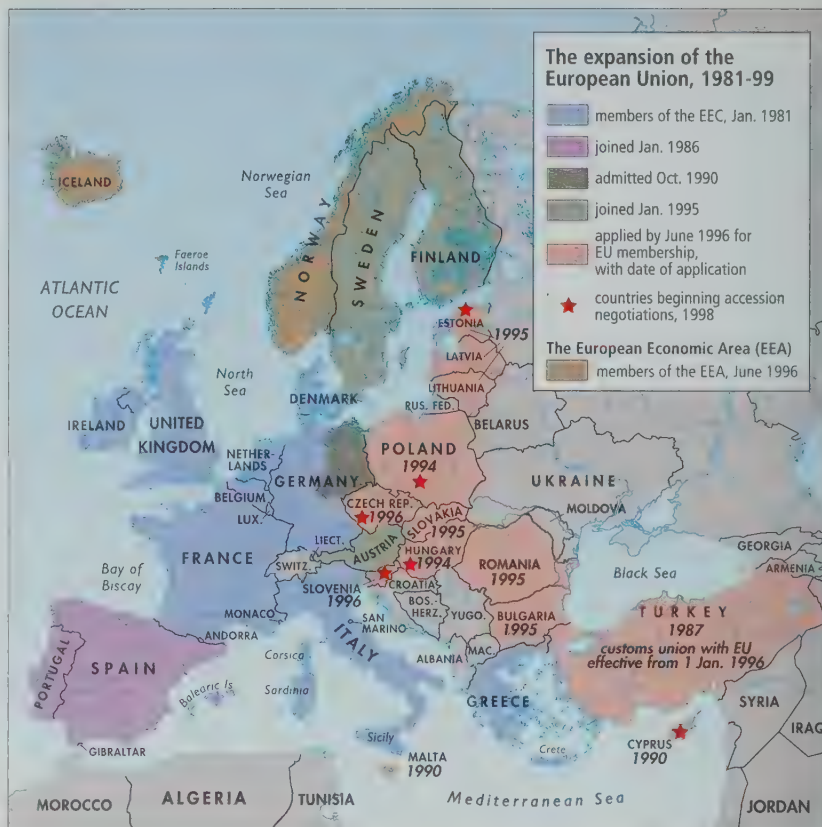 The expansion of the
European Union, 1981-99
members of the EEC, Jan. 1981
joined Jan. 1986
admitted Oct. 1990
joined Jan. 1995
applied by June 1996 for
EU membership,
with date of application
countries beginning accession
negotiations, 1998
The European Economic Area (EEA)
members of the EEA, June 1996
ICELAND
Norwegian
Sea
Faeroe
Islands
NORWAY
SWEDEN
FINLAND
ATLANTIC
OCEAN
ESTONIA
1995
LATVIA
LITHUANIA
RUS. FED.
North
Sea
DENMARK
IRELAND
UNITED
KINGDOM
BELARUS
NETHER-
LANDS
GERMANY
POLAND
1994
BELGIUM
LUX.
UKRAINE
CZECH REP.
1996
SLOVAKIA
1995
MOLDOVA
LIECT.
AUSTRIA
FRANCE
SWITZ.
HUNGARY
1994
ROMANIA
1995
GEORGIA
ARMENIA
Bay of
Biscay
SLOVENIA
1996
CROATIA
Black Sea
MONACO
SAN
MARINO
BOS.-
HERZ.
YUGO.
BULGARIA
1995
TURKEY
1987
customs union with EU
effective from 1 Jan. 1996
ANDORRA
ITALY
Corsica
ALBANIA
MAC.
PORTUGAL
SPAIN
Balearic Is
Sardinia
GREECE
SYRIA
IRAQ
Sicily
GIBRALTAR
MALTA
1990
Crete
CYPRUS
1990
MOROCCO
ALGERIA
TUNISIA
Mediterranean Sea
JORDAN